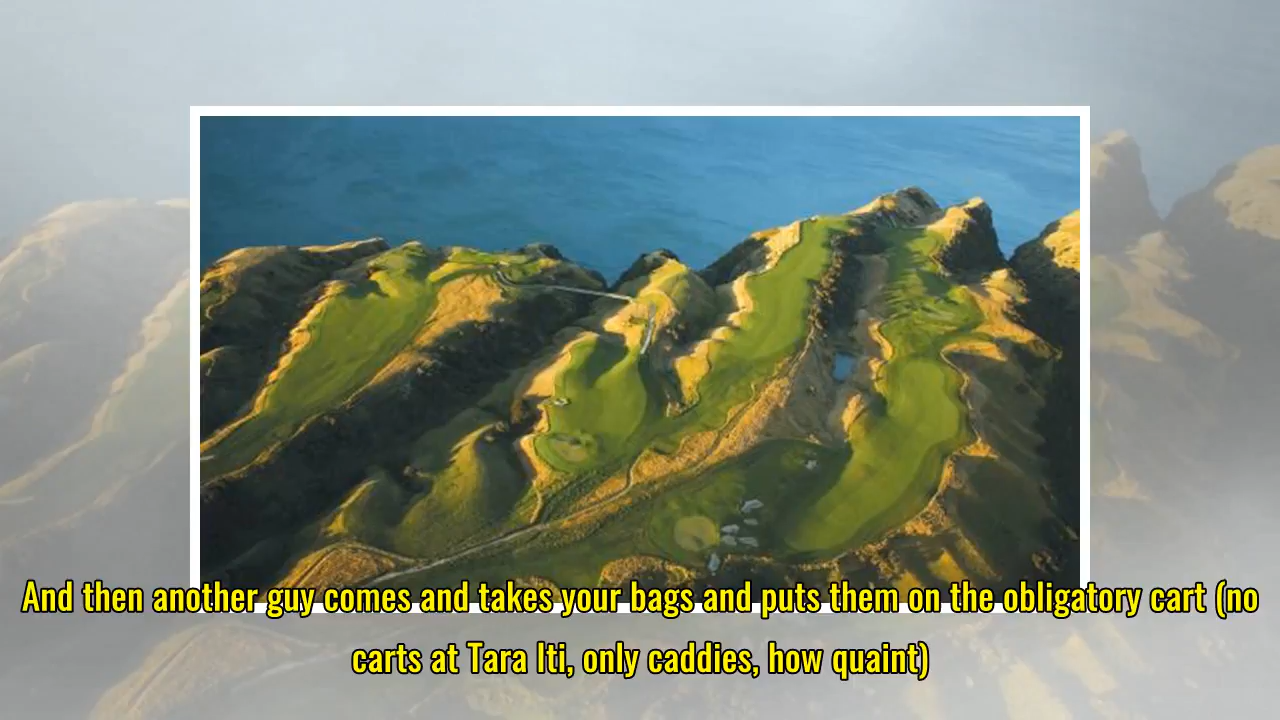 And then another guy comes and takes your bags and puts them on the obligatory cart (no
carts at Tara Iti, only caddies, how quaint)